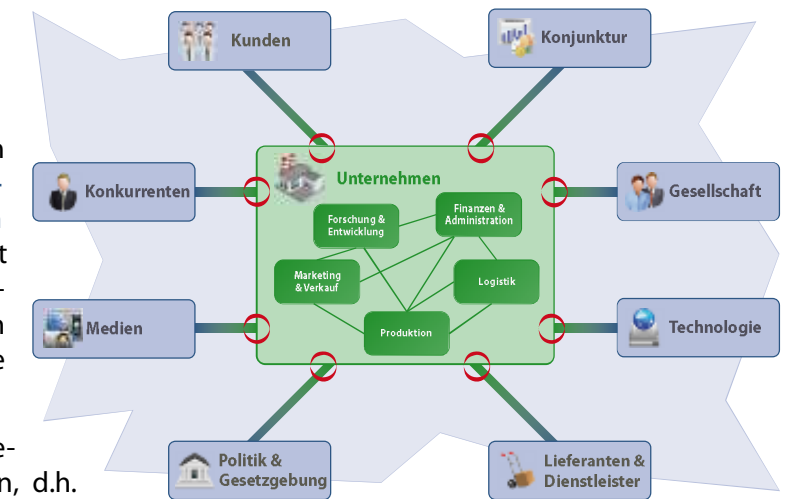 Kunden
Konjunktur
Unternehmen
Konkurrenten
Gesellschaft
Forschung &
Entwicklung
Finanzen &
Administration
Marketing
& Verkauf
Logistik
Produktion
Medien
Technologie
Politik &
Gesetzgebung
Lieferanten &
Dienstleister
e-
n, d.h.